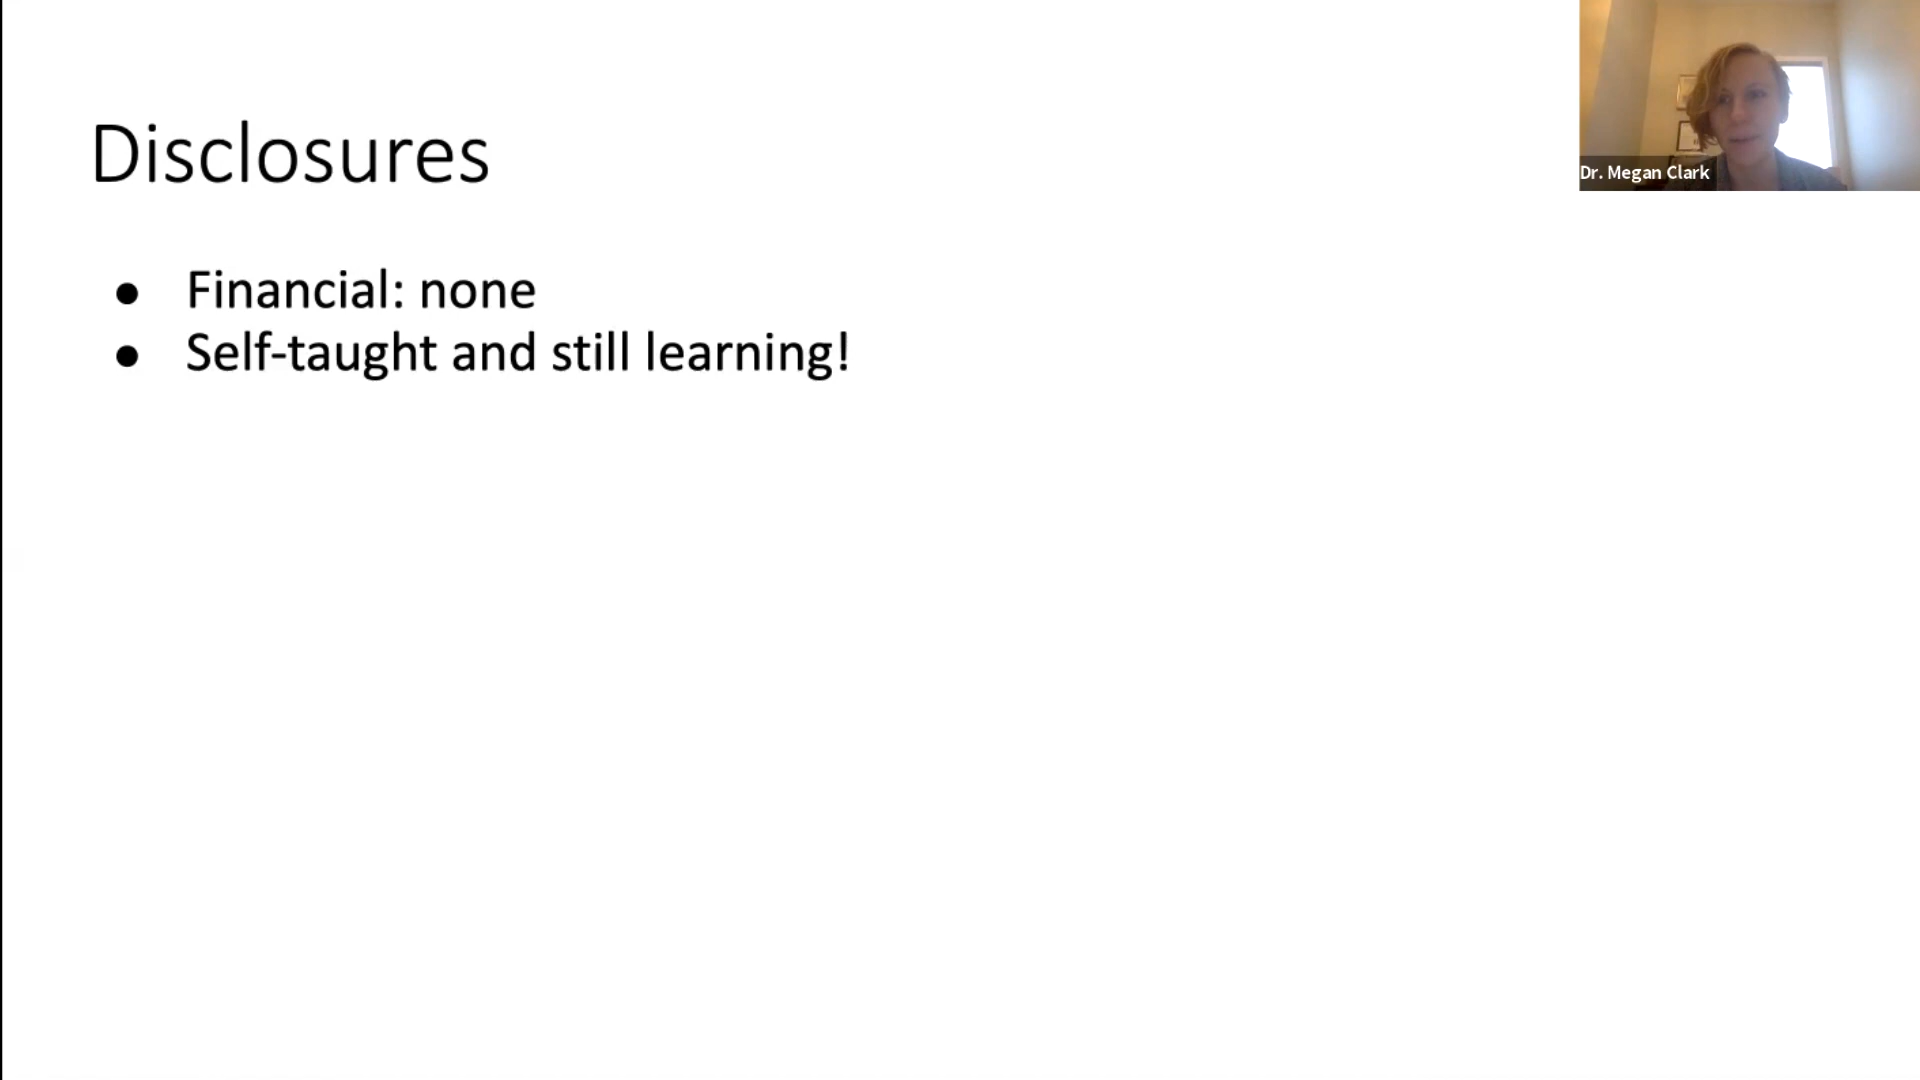 Disclosures
Dr. Megan Clark
● Financial: none
● Self-taught and still learning!